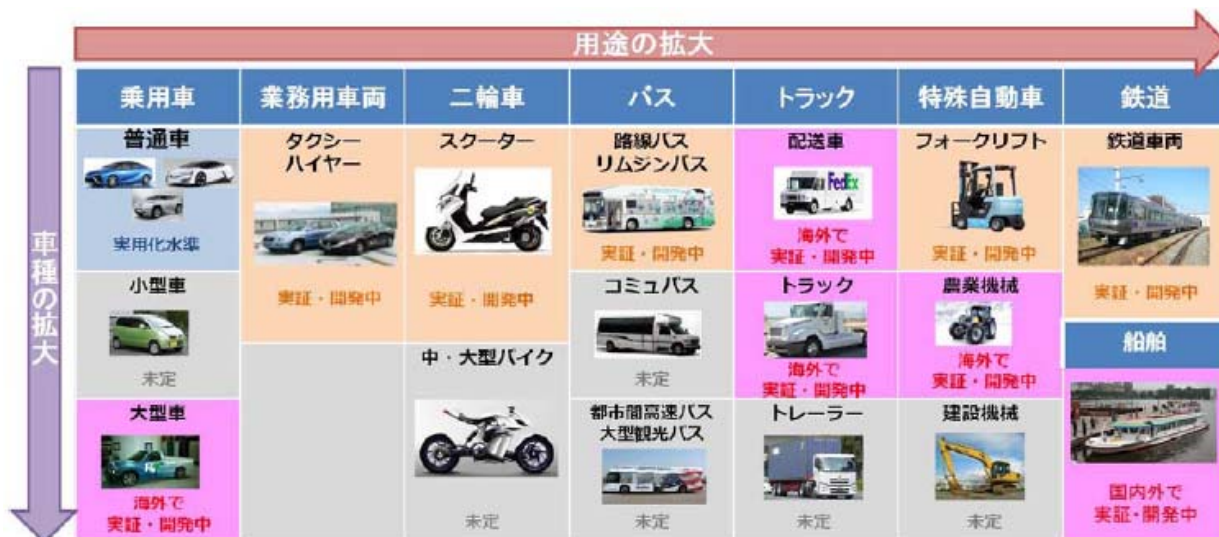 用途の拡大
車種の拡大
乗用車
業務用車両
二輪車
バス
トラック
特殊自動車
鉄道
普通車
実用化水準
小型車
未定
大型車
海外で
実証・開発中
タクシー
ハイヤー
実証・開発中
スクーター
実証・開発中
中・大型バイク
未定
路線バス
リムジンバス
実証・開発中
コミュバス
未定
都市間高速バス
大型観光バス
未定
配送車
FedEx
海外で
実証・開発中
トラック
海外で
実証・開発中
トレーラー
未定
フォークリフト
実証・開発中
農業機械
海外で
実証・開発中
建設機械
未定
鉄道車両
実証・開発中
船舶
国内外で
実証・開発中